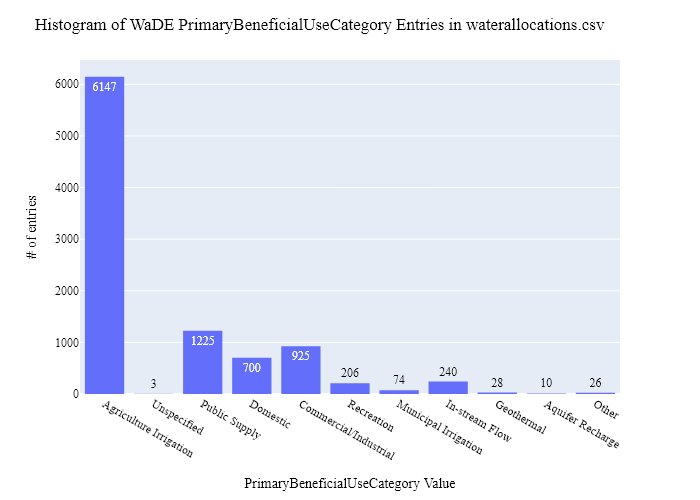 Histogram of WaDE PrimaryBeneficialUseCategory Entries in waterallocations.csv
# of entries
6000
5000
4000
3000
2000
1000
0
6147
3
1225
700
925
206
74
240
28
10
26
Agriculture Irrigation
Unspecified
Public Supply
Domestic
Commercial/Industrial
Recreation
Municipal Irrigation
In-stream Flow
Geothermal
Aquifer Recharge
Other
PrimaryBeneficialUseCategory Value